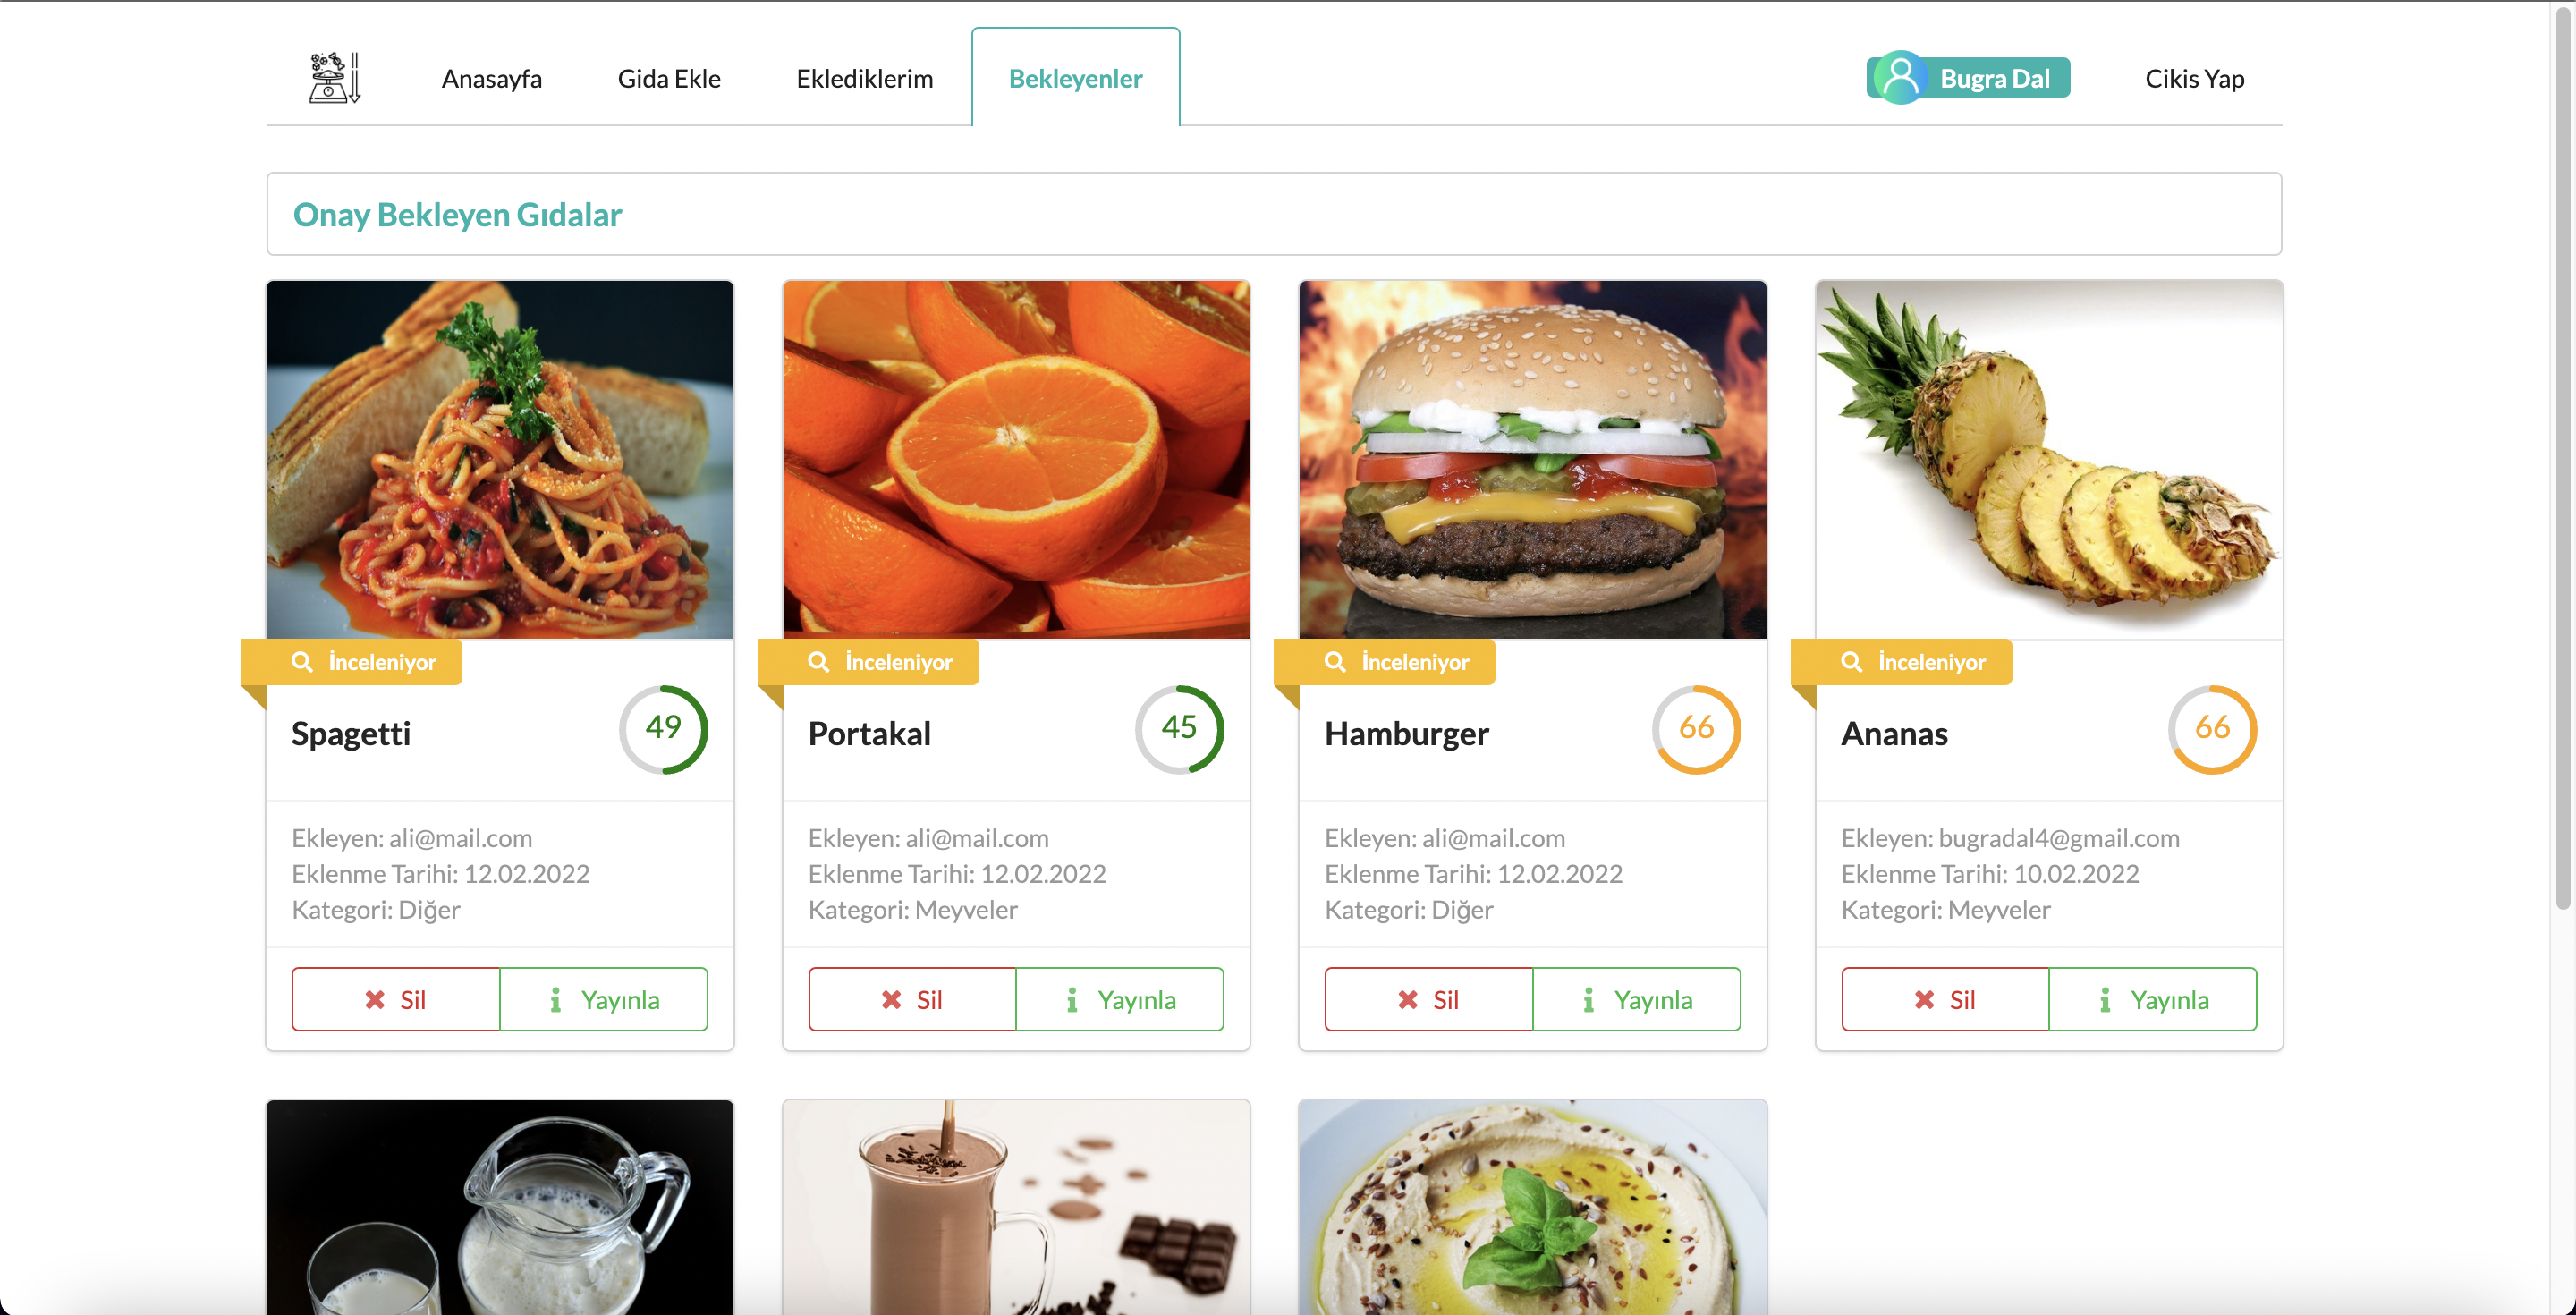 Anasayfa
Gida Ekle
Eklediklerim
Bekleyenler
Bugra Dal
Cikis Yap
Onay Bekleyen Gıdalar
İnceleniyor
Spagetti
49
Ekleyen: ali@mail.com
Eklenme Tarihi: 12.02.2022
Kategori: Diğer
Sil
Yayınla
İnceleniyor
Portakal
45
Ekleyen: ali@mail.com
Eklenme Tarihi: 12.02.2022
Kategori: Meyveler
Sil
Yayınla
İnceleniyor
Hamburger
66
Ekleyen: ali@mail.com
Eklenme Tarihi: 12.02.2022
Kategori: Diğer
Sil
Yayınla
İnceleniyor
Ananas
66
Ekleyen: bugradal4@gmail.com
Eklenme Tarihi: 10.02.2022
Kategori: Meyveler
Sil
Yayınla